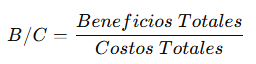 B/C = Beneficios Totales / Costos Totales